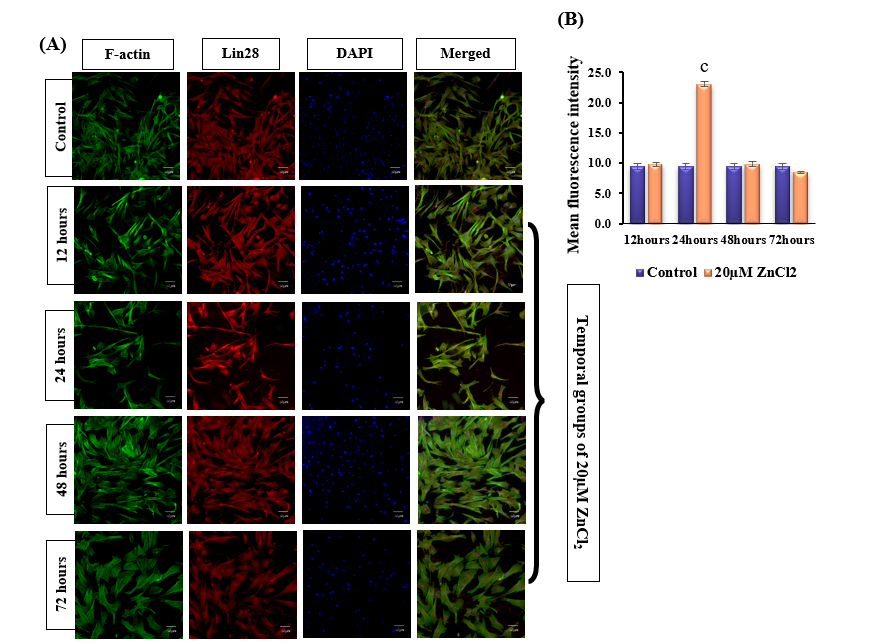 (A)
F-actin
Lin28
DAPI
Merged
Control
12 hours
24 hours
48 hours
72 hours
(B)
Mean fluorescence intensity
C
25.0
20.0
15.0
10.0
5.0
0.0
12hours 24hours 48hours 72hours
Control 20µM ZnCl2
Temporal groups of 20µM ZnCl₂